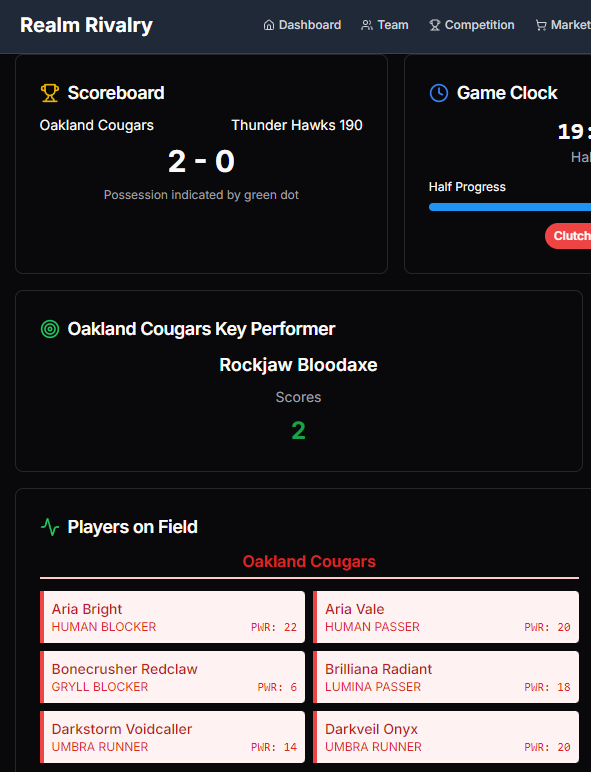 Realm Rivalry
Dashboard Team Competition Market
Scoreboard
Oakland Cougars Thunder Hawks 190
2 - 0
Possession indicated by green dot
Game Clock
19:
Hal
Half Progress
Clutch
Oakland Cougars Key Performer
Rockjaw Bloodaxe
Scores
2
Players on Field
Oakland Cougars
Aria Bright
HUMAN BLOCKER PWR: 22
Aria Vale
HUMAN PASSER PWR: 20
Bonecrusher Redclaw
GRYLL BLOCKER PWR: 6
Brilliana Radiant
LUMINA PASSER PWR: 18
Darkstorm Voidcaller
UMBRA RUNNER PWR: 14
Darkveil Onyx
UMBRA RUNNER PWR: 20